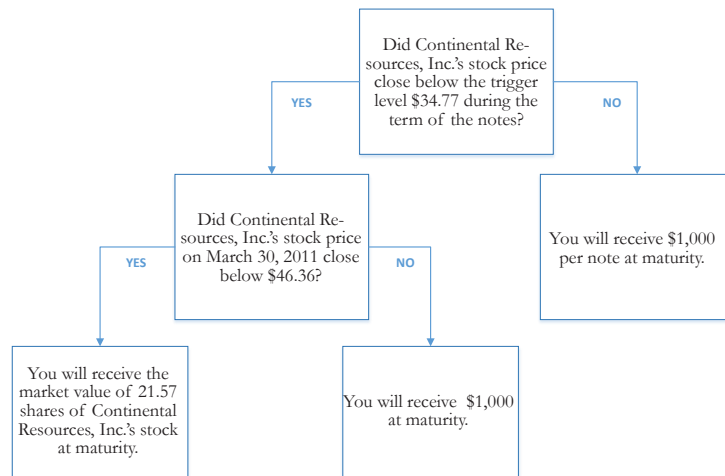 Did Continental Re-
sources, Inc.'s stock price
close below the trigger
level $34.77 during the
term of the notes?
YES
NO
Did Continental Re-
sources, Inc.'s stock price
on March 30, 2011 close
below $46.36?
You will receive $1,000
per note at maturity.
YES
NO
You will receive the
market value of 21.57
shares of Continental
Resources, Inc.'s stock
at maturity.
You will receive $1,000
at maturity.